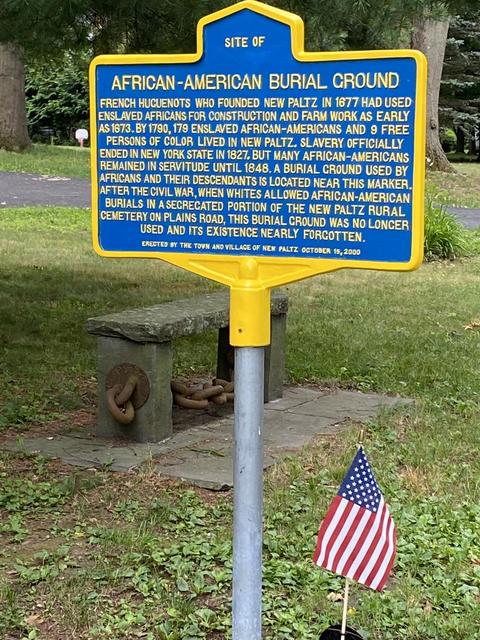 SITE OF
AFRICAN-AMERICAN BURIAL GROUND
FRENCH HUGUENOTS WHO FOUNDED NEW PALTZ IN 1677 HAD USED
ENSLAVED AFRICANS FOR CONSTRUCTION AND FARM WORK AS EARLY
AS 1673. BY 1790, 179 ENSLAVED AFRICAN-AMERICANS AND 9 FREE
PERSONS OF COLOR LIVED IN NEW PALTZ. SLAVERY OFFICIALLY
ENDED IN NEW YORK STATE IN 1827, BUT MANY AFRICAN-AMERICANS
REMAINED IN SERVITUDE UNTIL 1848. A BURIAL GROUND USED BY
AFRICANS AND THEIR DESCENDANTS IS LOCATED NEAR THIS MARKER.
AFTER THE CIVIL WAR, WHEN WHITES ALLOWED AFRICAN-AMERICAN
BURIALS IN A SEGREGATED PORTION OF THE NEW PALTZ RURAL
CEMETERY ON PLAINS ROAD, THIS BURIAL GROUND WAS NO LONGER
USED AND ITS EXISTENCE NEARLY FORGOTTEN.
ERECTED BY THE TOWN AND VILLAGE OF NEW PALTZ OCTOBER 15, 2000